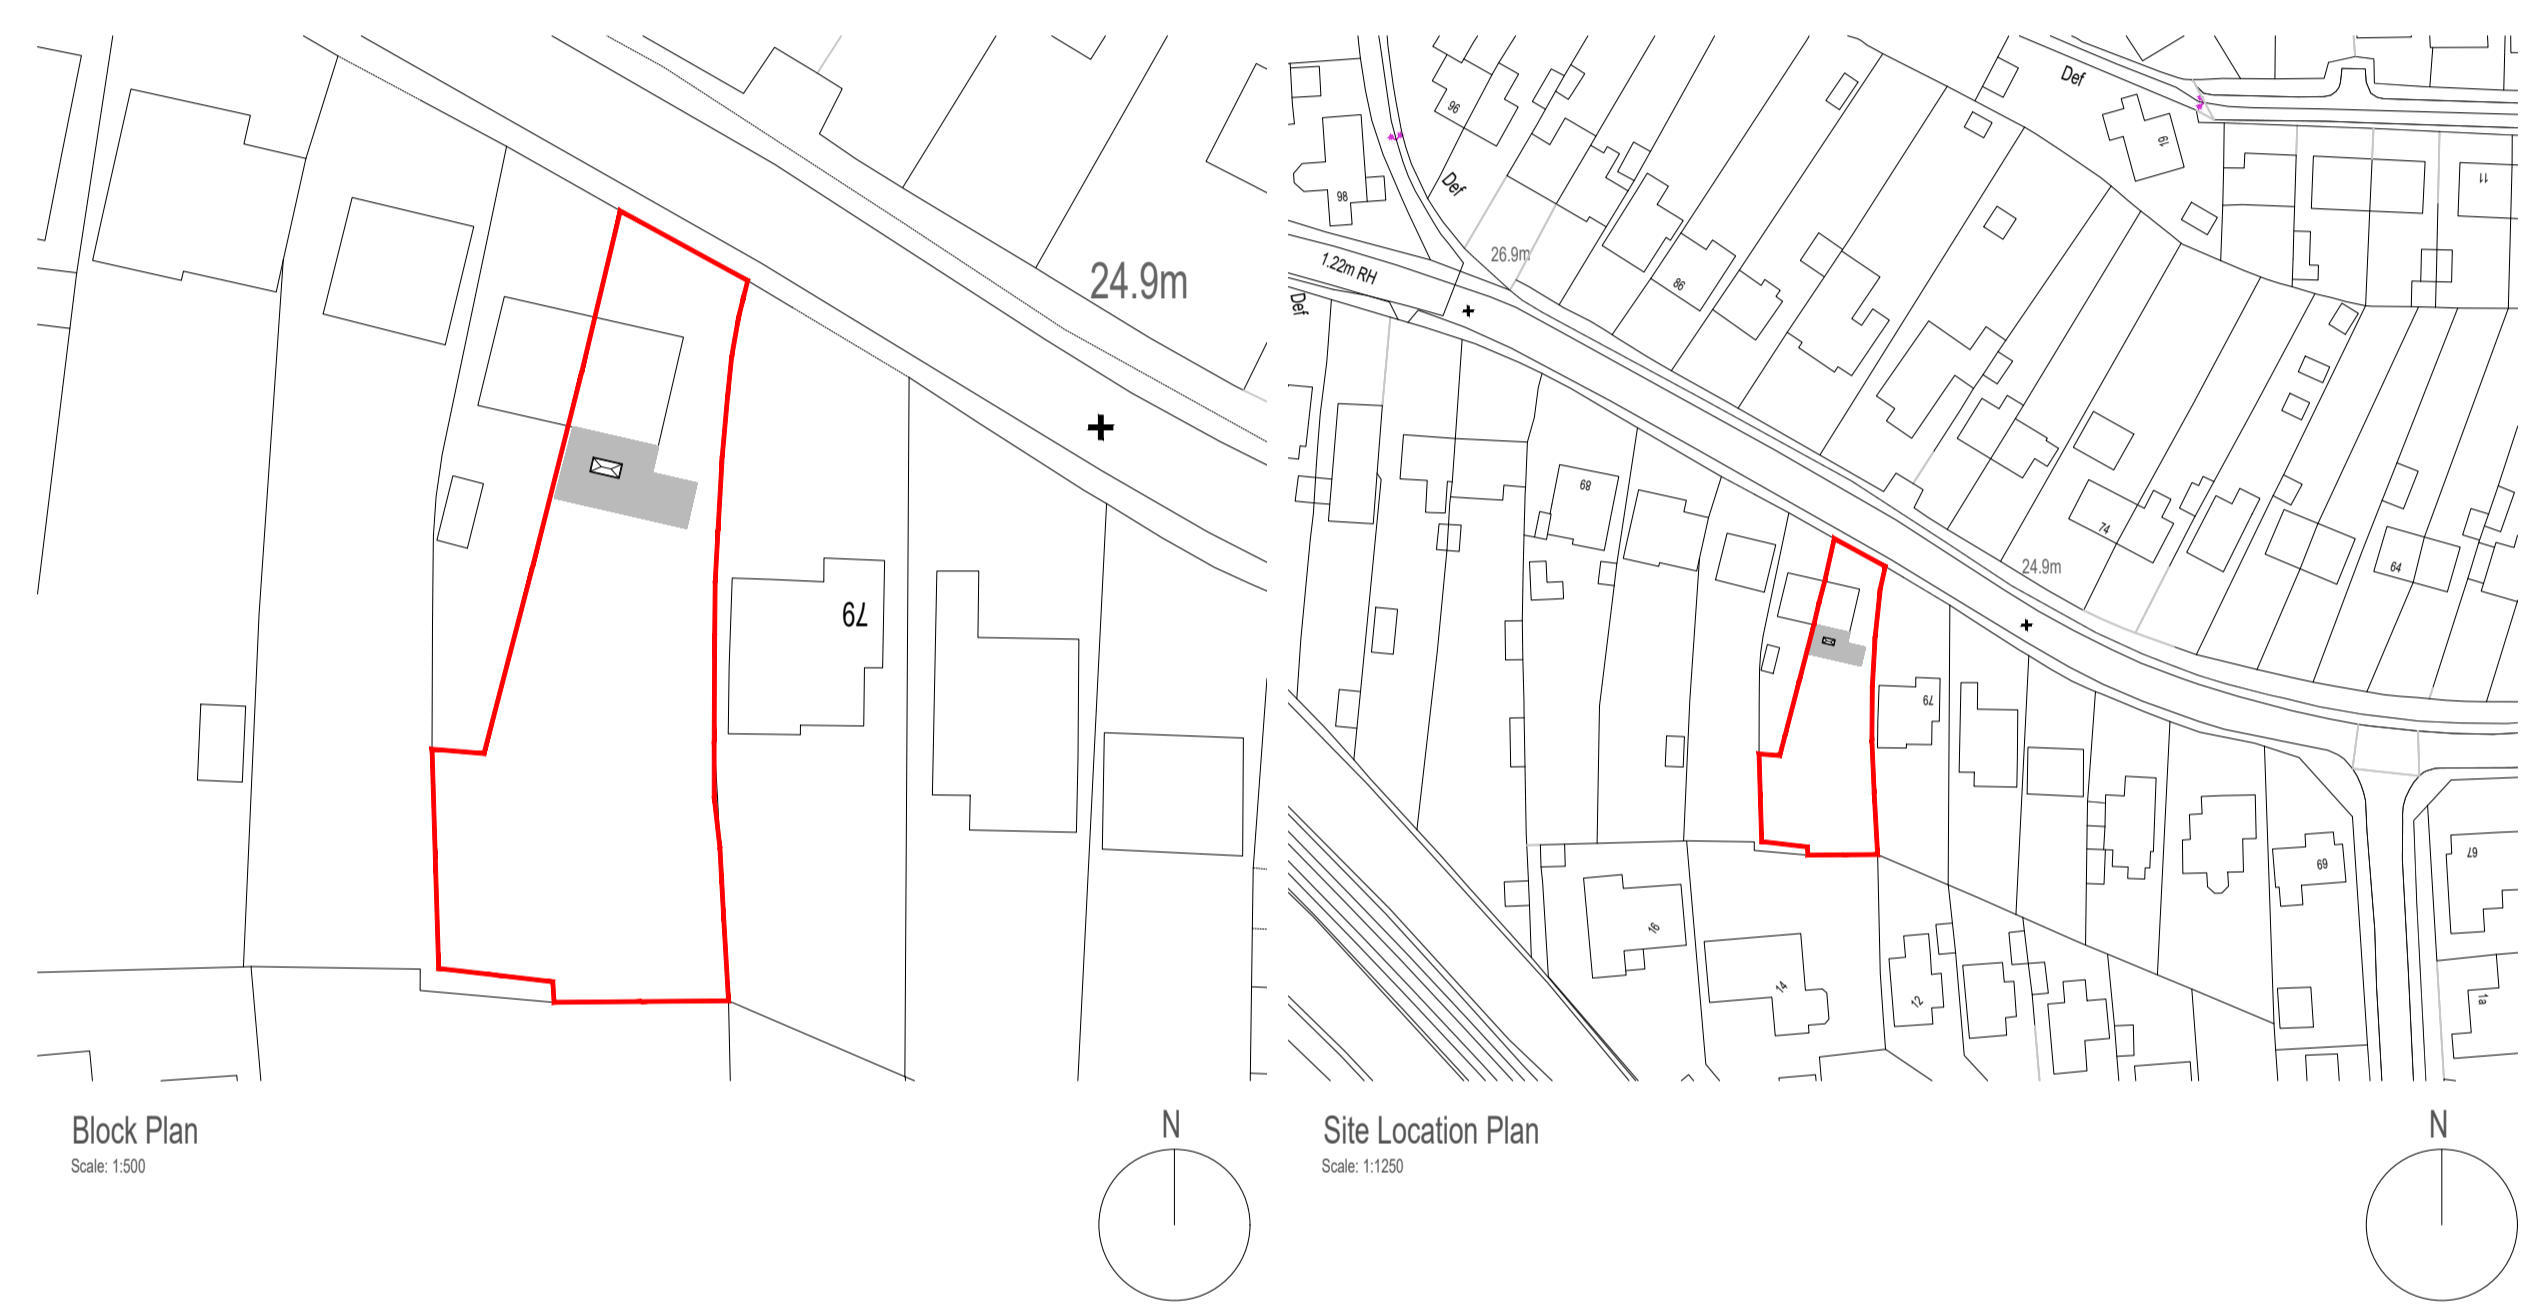 24.9m
79
Block Plan
Scale: 1:500
N
Def
96
19
11
98
Def
26.9m
1.22m RH
86
Def
89
74
24.9m
64
79
69
67
16
14
12
1a
Site Location Plan
Scale: 1:1250
N